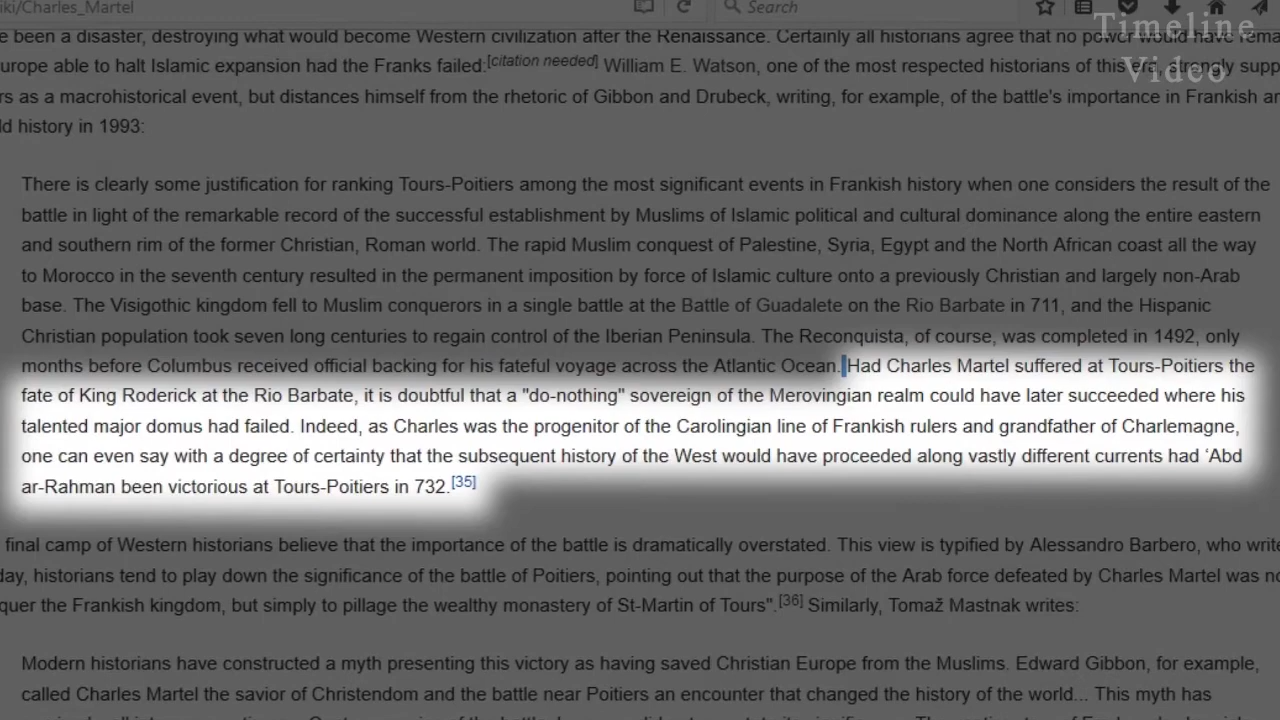 iki/Charles_Martel
Search
Timeline
Video
e been a disaster, destroying what would become Western civilization after the Renaissance. Certainly all historians agree that no power would have rema
urope able to halt Islamic expansion had the Franks failed.[citation needed] William E. Watson, one of the most respected historians of this era, strongly supp
rs as a macrohistorical event, but distances himself from the rhetoric of Gibbon and Drubeck, writing, for example, of the battle's importance in Frankish an
ld history in 1993:
There is clearly some justification for ranking Tours-Poitiers among the most significant events in Frankish history when one considers the result of the
battle in light of the remarkable record of the successful establishment by Muslims of Islamic political and cultural dominance along the entire eastern
and southern rim of the former Christian, Roman world. The rapid Muslim conquest of Palestine, Syria, Egypt and the North African coast all the way
to Morocco in the seventh century resulted in the permanent imposition by force of Islamic culture onto a previously Christian and largely non-Arab
base. The Visigothic kingdom fell to Muslim conquerors in a single battle at the Battle of Guadalete on the Rio Barbate in 711, and the Hispanic
Christian population took seven long centuries to regain control of the Iberian Peninsula. The Reconquista, of course, was completed in 1492, only
months before Columbus received official backing for his fateful voyage across the Atlantic Ocean. Had Charles Martel suffered at Tours-Poitiers the
fate of King Roderick at the Rio Barbate, it is doubtful that a "do-nothing" sovereign of the Merovingian realm could have later succeeded where his
talented major domus had failed. Indeed, as Charles was the progenitor of the Carolingian line of Frankish rulers and grandfather of Charlemagne,
one can even say with a degree of certainty that the subsequent history of the West would have proceeded along vastly different currents had ‘Abd
ar-Rahman been victorious at Tours-Poitiers in 732.[35]
final camp of Western historians believe that the importance of the battle is dramatically overstated. This view is typified by Alessandro Barbero, who write
day, historians tend to play down the significance of the battle of Poitiers, pointing out that the purpose of the Arab force defeated by Charles Martel was no
quer the Frankish kingdom, but simply to pillage the wealthy monastery of St-Martin of Tours".[36] Similarly, Tomaž Mastnak writes:
Modern historians have constructed a myth presenting this victory as having saved Christian Europe from the Muslims. Edward Gibbon, for example,
called Charles Martel the savior of Christendom and the battle near Poitiers an encounter that changed the history of the world... This myth has